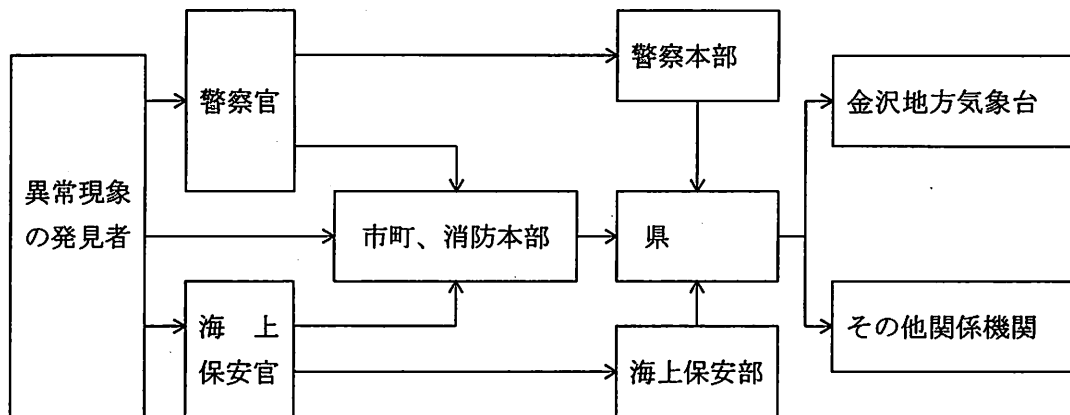 異常現象
の発見者
警察官
海　上
保安官
市町、消防本部
警察本部
県
海上保安部
金沢地方気象台
その他関係機関